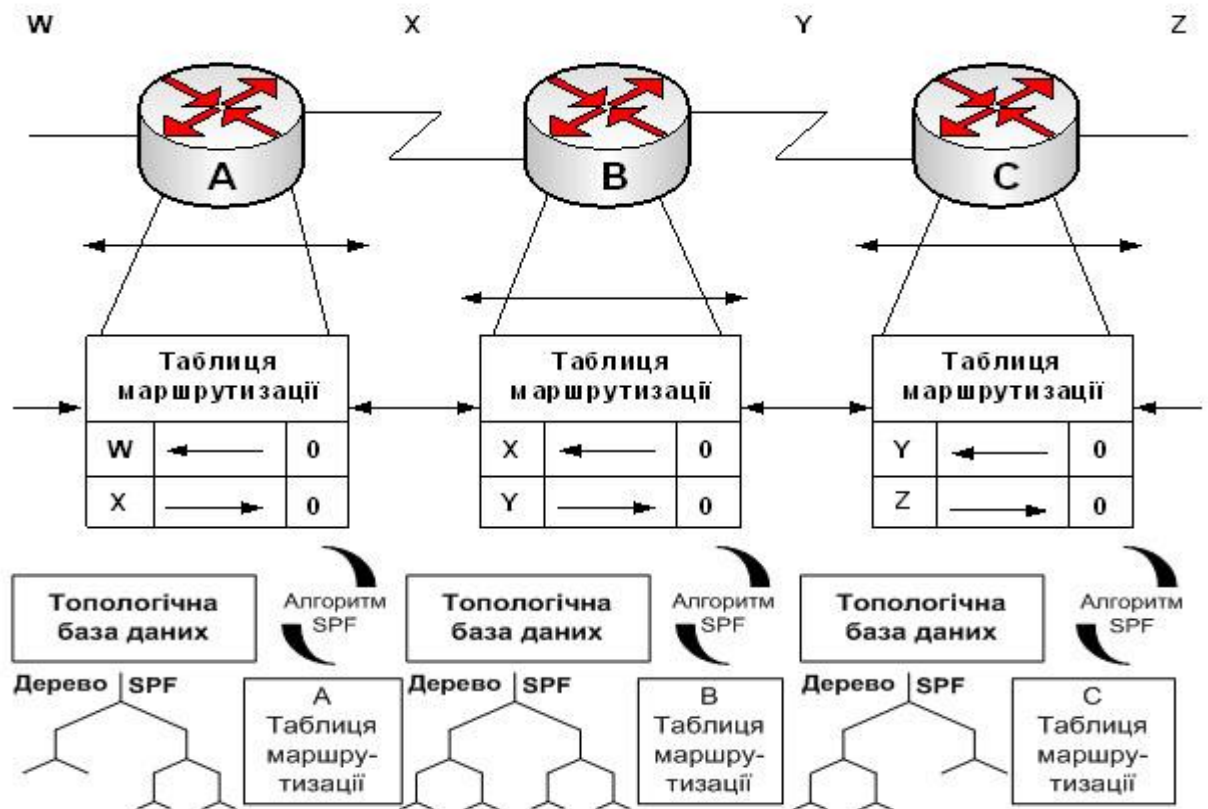 W X Y Z
A B C
Таблиця маршрутизації
W 0
X 0
Таблиця маршрутизації
X 0
Y 0
Таблиця маршрутизації
Y 0
Z 0
Топологічна
база даних
Алгоритм
SPF
Топологічна
база даних
Алгоритм
SPF
Топологічна
база даних
Алгоритм
SPF
Дерево SPF
A
Таблиця
маршру-
тизації
Дерево SPF
B
Таблиця
маршру-
тизації
Дерево SPF
C
Таблиця
маршру-
тизації